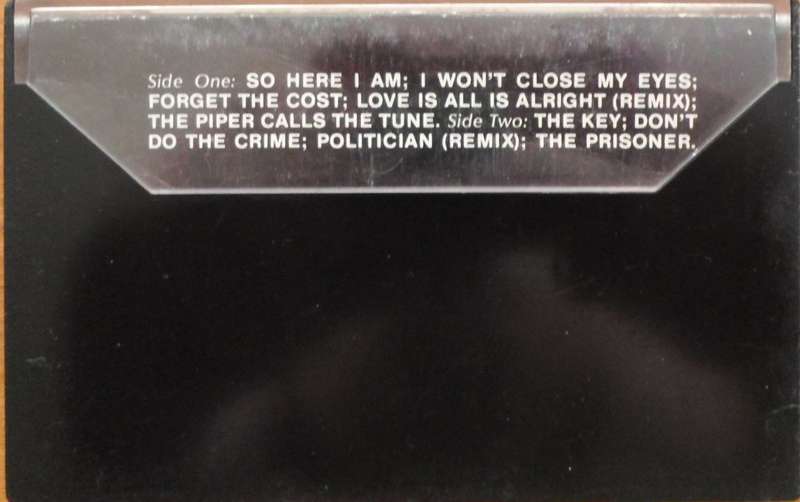 Side One: SO HERE I AM; I WON'T CLOSE MY EYES;
FORGET THE COST; LOVE IS ALL IS ALRIGHT (REMIX);
THE PIPER CALLS THE TUNE. Side Two: THE KEY; DON'T
DO THE CRIME; POLITICIAN (REMIX); THE PRISONER.